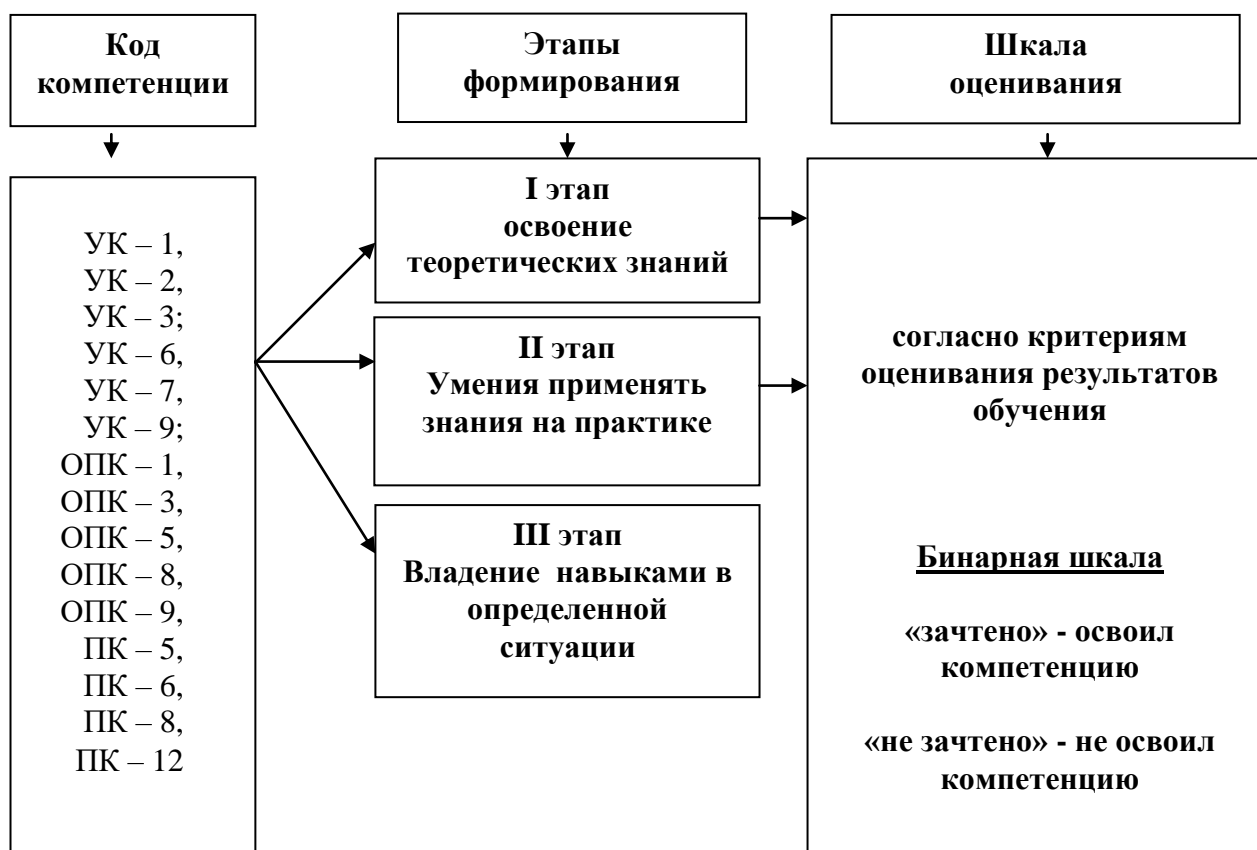 Код
компетенции
Этапы
формирования
Шкала
оценивания
УК – 1,
УК – 2,
УК – 3;
УК – 6,
УК – 7,
УК – 9;
ОПК – 1,
ОПК – 3,
ОПК – 5,
ОПК – 8,
ОПК – 9,
ПК – 5,
ПК – 6,
ПК – 8,
ПК – 12
I этап
освоение
теоретических знаний
II этап
Умения применять
знания на практике
III этап
Владение навыками в
определенной
ситуации
согласно критериям
оценивания результатов
обучения
Бинарная шкала
«зачтено» - освоил
компетенцию
«не зачтено» - не освоил
компетенцию